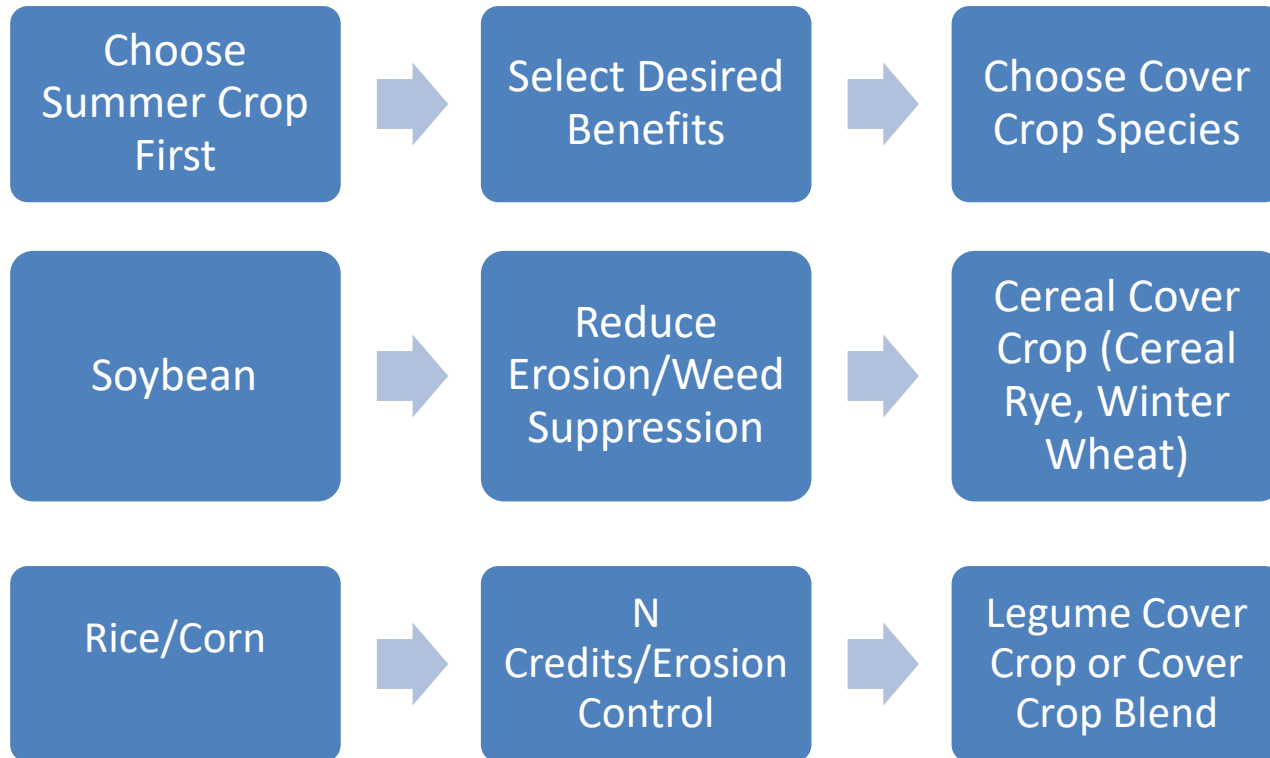 Choose
Summer Crop
First
Select Desired
Benefits
Choose Cover
Crop Species
Soybean
Reduce
Erosion/Weed
Suppression
Cereal Cover
Crop (Cereal
Rye, Winter
Wheat)
Rice/Corn
N
Credits/Erosion
Control
Legume Cover
Crop or Cover
Crop Blend